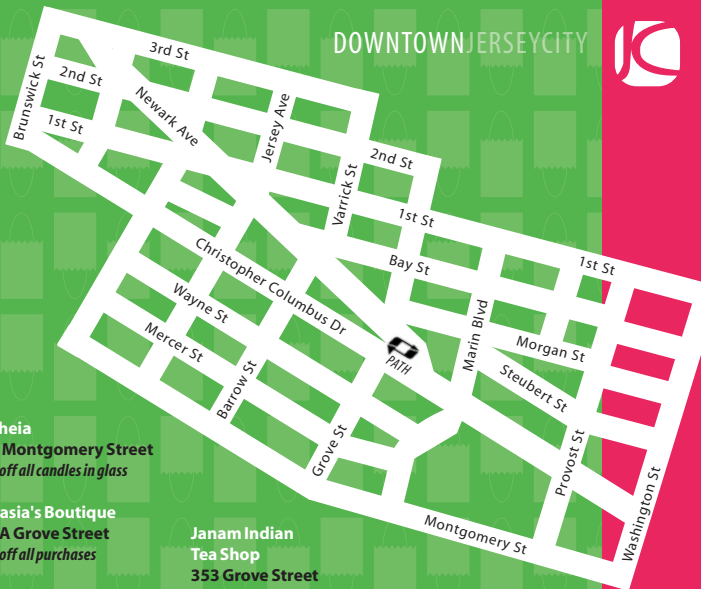 DOWNTOWNJERSEYCITY
JC
3rd St
2nd St
Brunswick St
Newark Ave
1st St
Jersey Ave
2nd St
Varrick St
1st St
Bay St
1st St
Christopher Columbus Dr
Wayne St
Mercer St
Marin Blvd
Morgan St
PATH
Steubert St
Barrow St
Grove St
Provost St
Washington St
Montgomery St
heia
Montgomery Street
off all candles in glass
asia's Boutique
A Grove Street
off all purchases
Janam Indian
Tea Shop
353 Grove Street